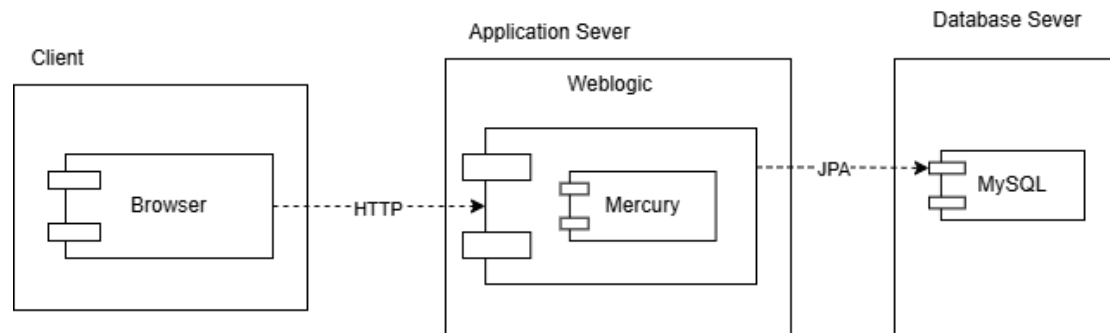 Client
Browser
HTTP
Application Sever
Weblogic
Mercury
JPA
Database Sever
MySQL